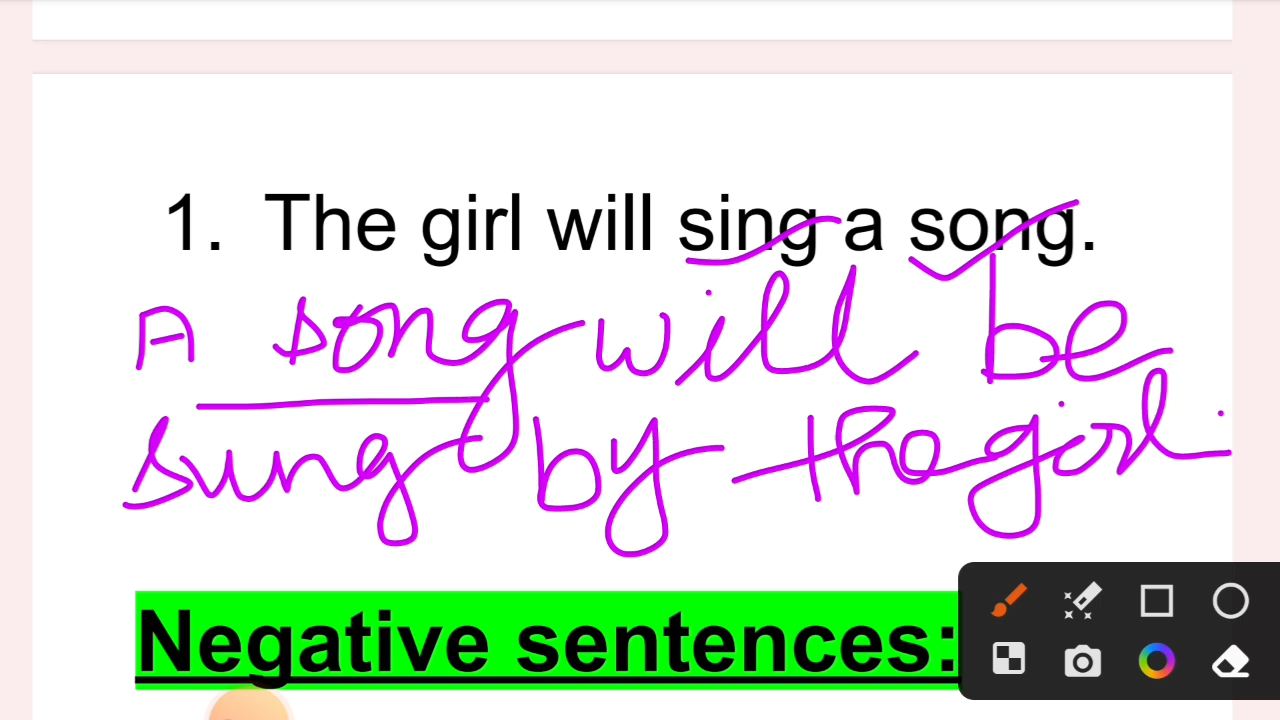 1. The girl will sing a song.
A song will be
sung by the girl.
Negative sentences: